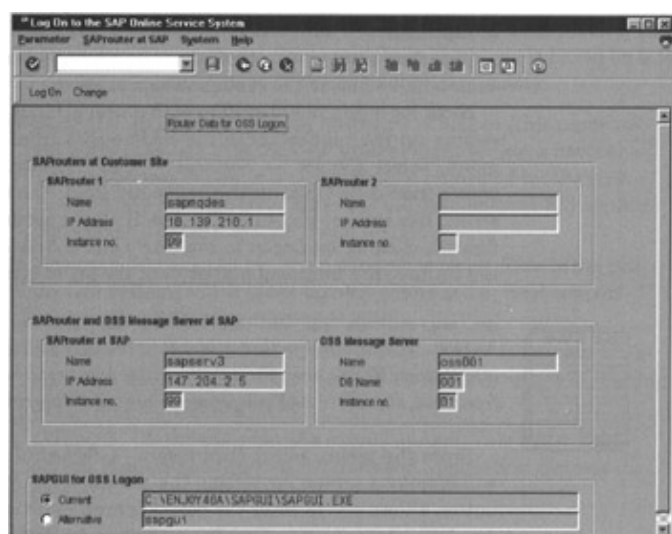 Log On to the SAP Online Service System
Parameter SAProuter at SAP System Help
Log On Change
Router Data for OSS Logon
SAProuters at Customer Site
SAProuter 1
Name sapnqdes
IP Address 10.139.210.1
Instance no. 99
SAProuter 2
Name
IP Address
Instance no.
SAProuter and OSS Message Server at SAP
SAProuter at SAP
Name sapserv3
IP Address 147.204.2.5
Instance no. 99
OSS Message Server
Name oss001
DB Name 001
Instance no. 01
SAPGUI for OSS Logon
Current C:\ENJOY40A\SAPGUI\SAPGUI.EXE
Alternative sapgui